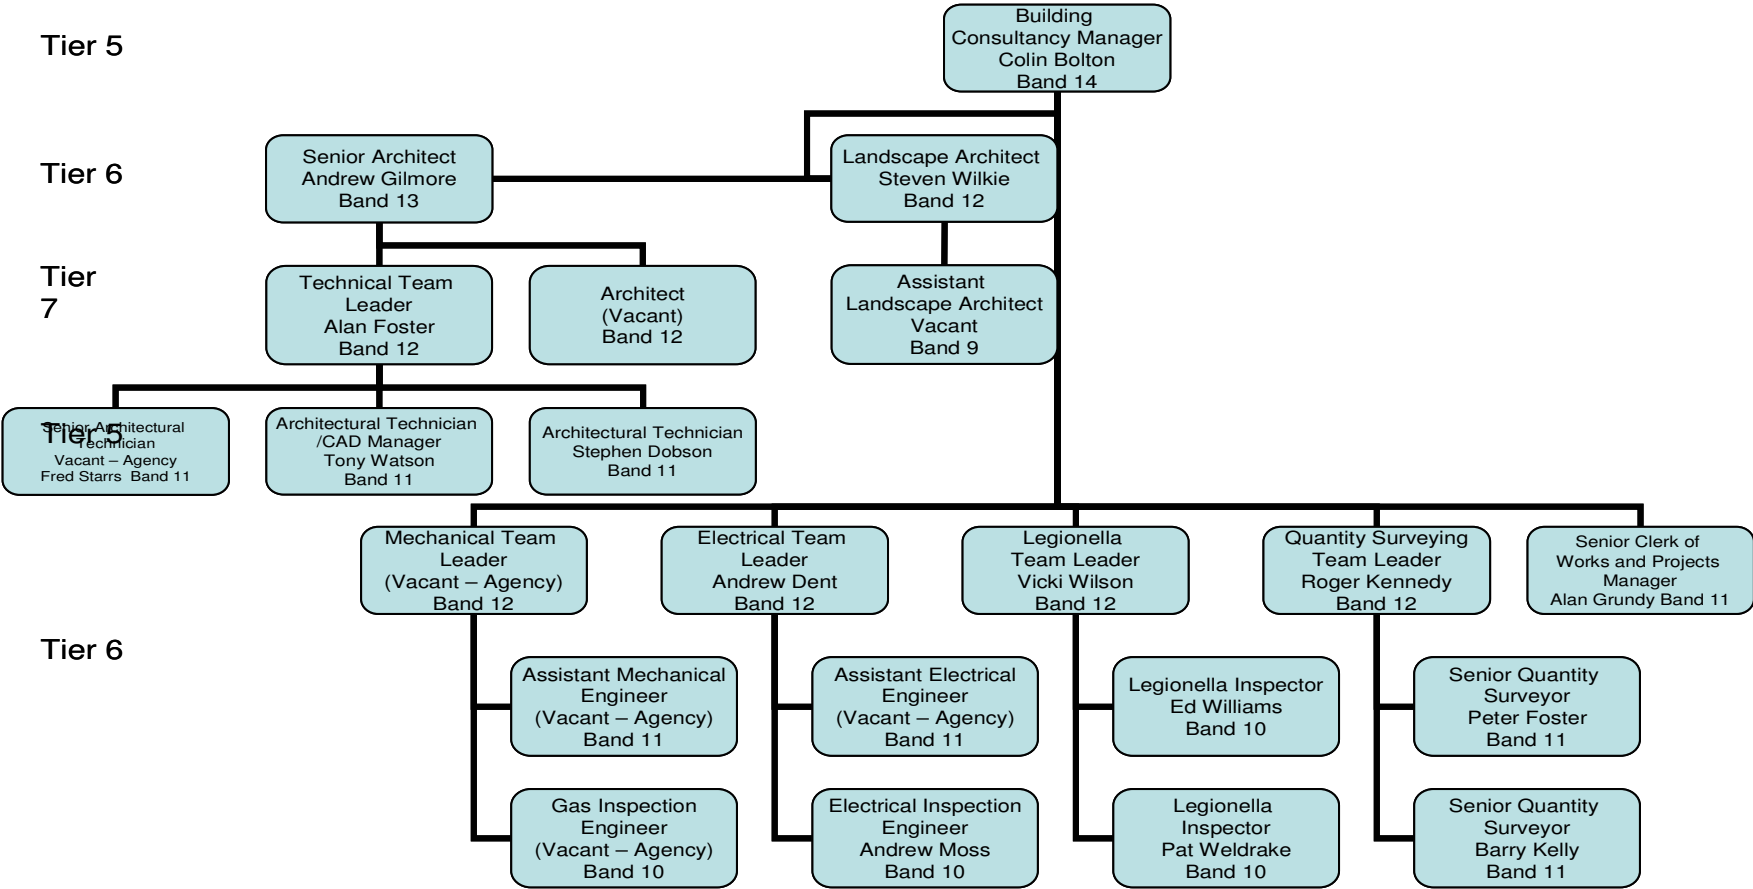 Tier 5
Building
Consultancy Manager
Colin Bolton
Band 14
Tier 6
Senior Architect
Andrew Gilmore
Band 13
Landscape Architect
Steven Wilkie
Band 12
Tier
7
Technical Team
Leader
Alan Foster
Band 12
Architect
(Vacant)
Band 12
Assistant
Landscape Architect
Vacant
Band 9
Tier 5
Senior Architectural
Technician
Vacant – Agency
Fred Starrs  Band 11
Architectural Technician
/CAD Manager
Tony Watson
Band 11
Architectural Technician
Stephen Dobson
Band 11
Mechanical Team
Leader
(Vacant – Agency)
Band 12
Electrical Team
Leader
Andrew Dent
Band 12
Legionella
Team Leader
Vicki Wilson
Band 12
Quantity Surveying
Team Leader
Roger Kennedy
Band 12
Senior Clerk of
Works and Projects
Manager
Alan Grundy Band 11
Tier 6
Assistant Mechanical
Engineer
(Vacant – Agency)
Band 11
Assistant Electrical
Engineer
(Vacant – Agency)
Band 11
Legionella Inspector
Ed Williams
Band 10
Senior Quantity
Surveyor
Peter Foster
Band 11
Gas Inspection
Engineer
(Vacant – Agency)
Band 10
Electrical Inspection
Engineer
Andrew Moss
Band 10
Legionella
Inspector
Pat Weldrake
Band 10
Senior Quantity
Surveyor
Barry Kelly
Band 11